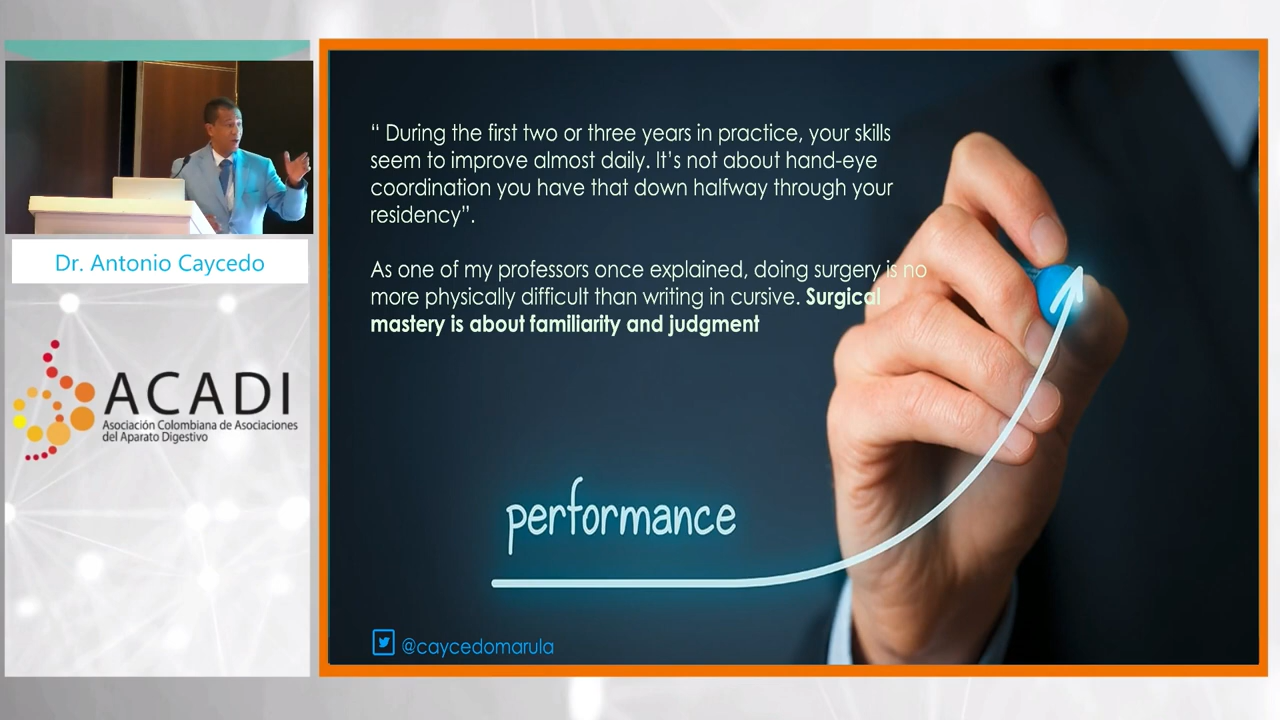 Dr. Antonio Caycedo
ACADI
Asociación Colombiana de Asociaciones
del Aparato Digestivo
“ During the first two or three years in practice, your skills
seem to improve almost daily. It’s not about hand-eye
coordination you have that down halfway through your
residency”.
As one of my professors once explained, doing surgery is no
more physically difficult than writing in cursive. Surgical
mastery is about familiarity and judgment
performance
@caycedomarula